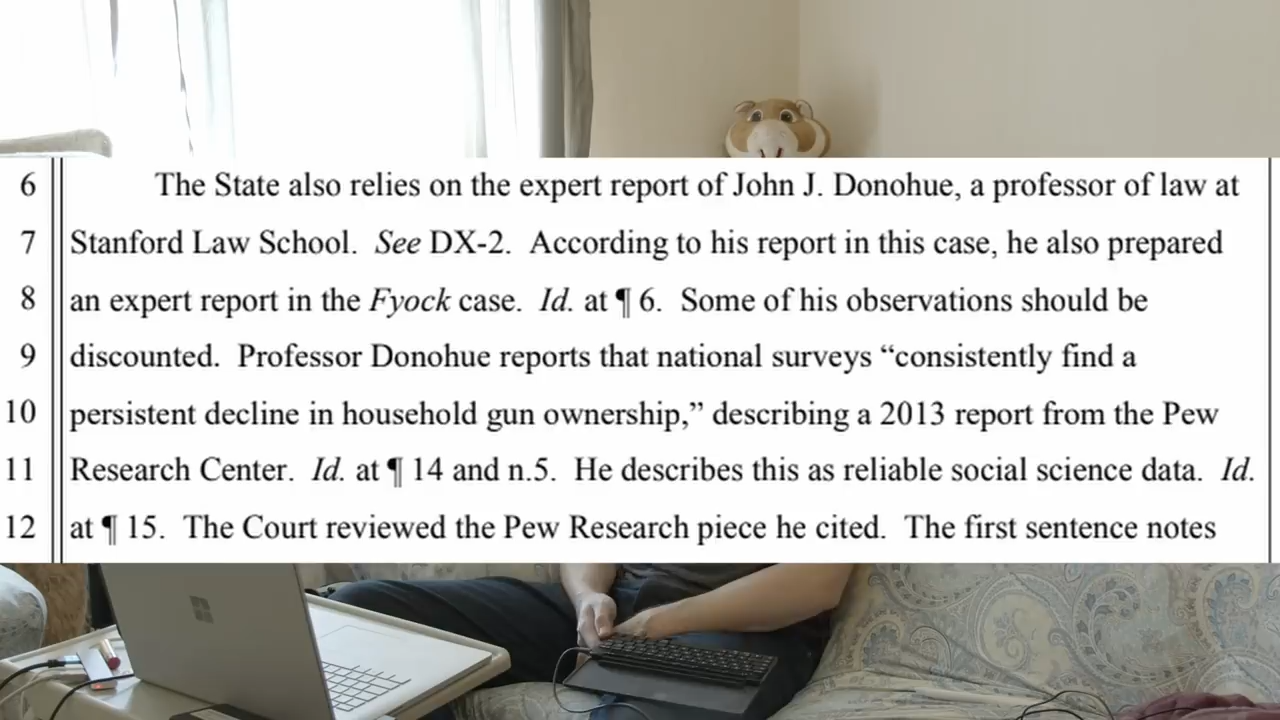 6 The State also relies on the expert report of John J. Donohue, a professor of law at
7 Stanford Law School. See DX-2. According to his report in this case, he also prepared
8 an expert report in the Fyock case. Id. at ¶ 6. Some of his observations should be
9 discounted. Professor Donohue reports that national surveys “consistently find a
10 persistent decline in household gun ownership,” describing a 2013 report from the Pew
11 Research Center. Id. at ¶ 14 and n.5. He describes this as reliable social science data. Id.
12 at ¶ 15. The Court reviewed the Pew Research piece he cited. The first sentence notes